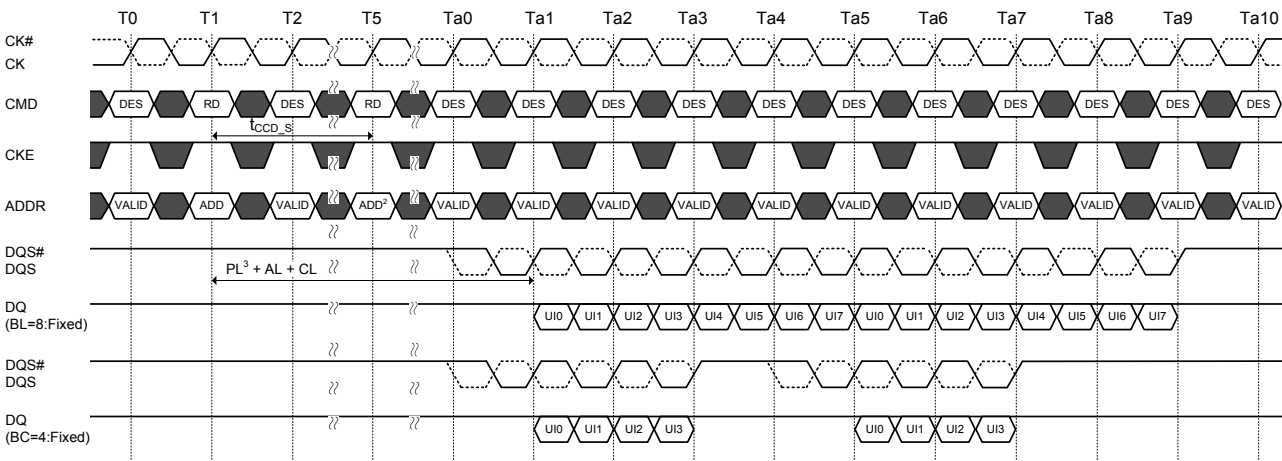 T0 T1 T2 T5 Ta0 Ta1 Ta2 Ta3 Ta4 Ta5 Ta6 Ta7 Ta8 Ta9 Ta10
CK#
CK
CMD DES RD DES RD DES DES DES DES DES DES DES DES DES DES DES
tCCD_S
CKE
ADDR VALID ADD VALID ADD² VALID VALID VALID VALID VALID VALID VALID VALID VALID VALID VALID
DQS#
DQS
PL³ + AL + CL
DQ
(BL=8:Fixed)
UI0 UI1 UI2 UI3 UI4 UI5 UI6 UI7 UI0 UI1 UI2 UI3 UI4 UI5 UI6 UI7
DQS#
DQS
DQ
(BC=4:Fixed)
UI0 UI1 UI2 UI3 UI0 UI1 UI2 UI3